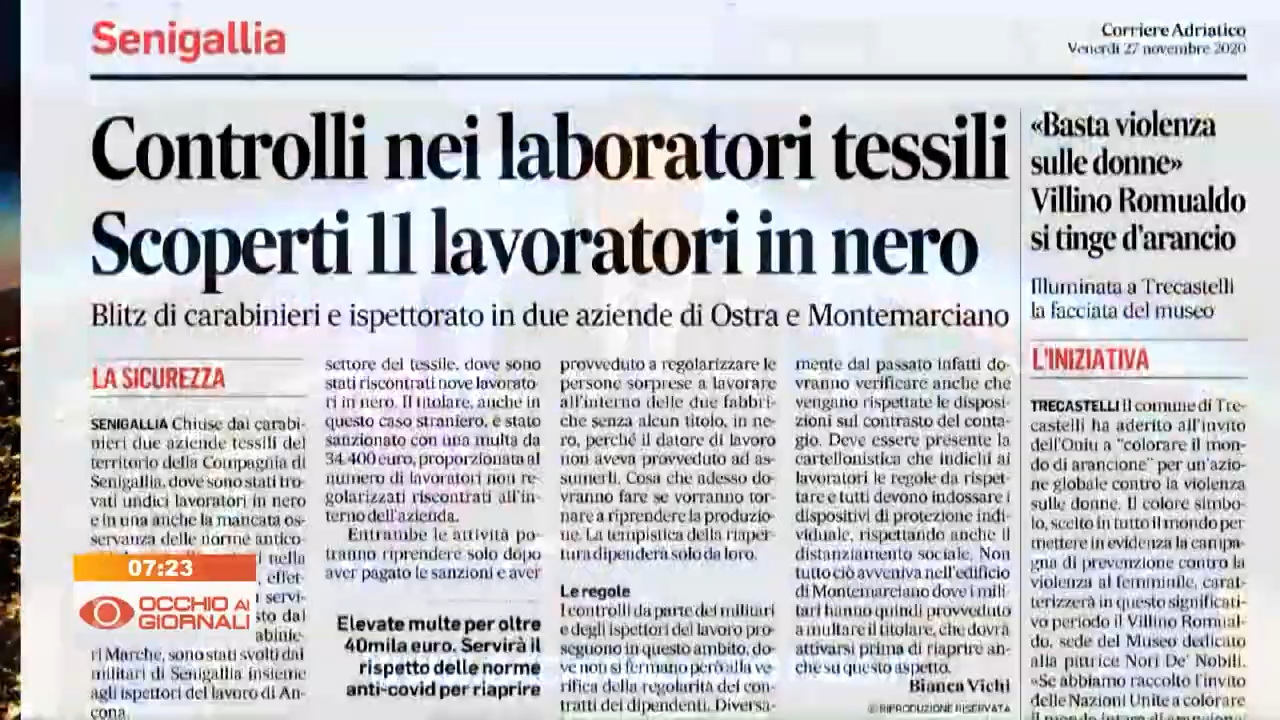 Senigallia
Corriere Adriatico
Venerdì 27 novembre 2020
Controlli nei laboratori tessili
Scoperti 11 lavoratori in nero
Blitz di carabinieri e ispettorato in due aziende di Ostra e Montemarciano
LA SICUREZZA
SENIGALLIA Chiuse dai carabi-
nieri due aziende tessili del
territorio della Compagnia di
Senigallia, dove sono stati tro-
vati undici lavoratori in nero
e in una anche la mancata os-
servanza delle norme antico-
nella
effet-
servi-
sto dal
abinie-
ri Marche, sono stati svolti dai
militari di Senigallia insieme
agli ispettori del lavoro di An-
cona.
settore del tessile, dove sono
stati riscontrati nove lavorato-
ri in nero. Il titolare, anche in
questo caso straniero, è stato
sanzionato con una multa da
34.400 euro, proporzionata al
numero di lavoratori non re-
golarizzati riscontrati all'in-
terno dell'azienda.
Entrambe le attività po-
tranno riprendere solo dopo
aver pagato le sanzioni e aver
Elevate multe per oltre
40mila euro. Servirà il
rispetto delle norme
anti-covid per riaprire
provveduto a regolarizzare le
persone sorprese a lavorare
all'interno delle due fabbri-
che senza alcun titolo, in ne-
ro, perché il datore di lavoro
non aveva provveduto ad as-
sumerli. Cosa che adesso do-
vranno fare se vorranno tor-
nare a riprendere la produzio-
ne. La tempistica della riaper-
tura dipenderà solo da loro.
Le regole
I controlli da parte dei militari
e degli ispettori del lavoro pro-
seguono in questo ambito, do-
ve non si fermano però alla ve-
rifica della regolarità dei con-
tratti dei dipendenti. Diversa-
mente dal passato infatti do-
vranno verificare anche che
vengano rispettate le disposi-
zioni sul contrasto del conta-
gio. Deve essere presente la
cartellonistica che indichi ai
lavoratori le regole da rispet-
tare e tutti devono indossare i
dispositivi di protezione indi-
viduale, rispettando anche il
distanziamento sociale. Non
tutto ciò avveniva nell'edificio
di Montemarciano dove i mili-
tari hanno quindi provveduto
a multare il titolare, che dovrà
attivarsi prima di riaprire an-
che su questo aspetto.
Bianca Vichi
© RIPRODUZIONE RISERVATA
«Basta violenza
sulle donne»
Villino Romualdo
si tinge d'arancio
Illuminata a Trecastelli
la facciata del museo
L'INIZIATIVA
TRECASTELLI Il comune di Tre-
castelli ha aderito all'invito
dell'Onu a "colorare il mon-
do di arancione" per un'azio-
ne globale contro la violenza
sulle donne. Il colore simbo-
lo, scelto in tutto il mondo per
mettere in evidenza la campa-
gna di prevenzione contro la
violenza al femminile, carat-
terizzerà in questo significati-
vo periodo il Villino Romual-
do, sede del Museo dedicato
alla pittrice Nori De' Nobili.
«Se abbiamo raccolto l'invito
delle Nazioni Unite a colorare
il mondo intero di arancione
07:23
OCCHIO AI
GIORNALI